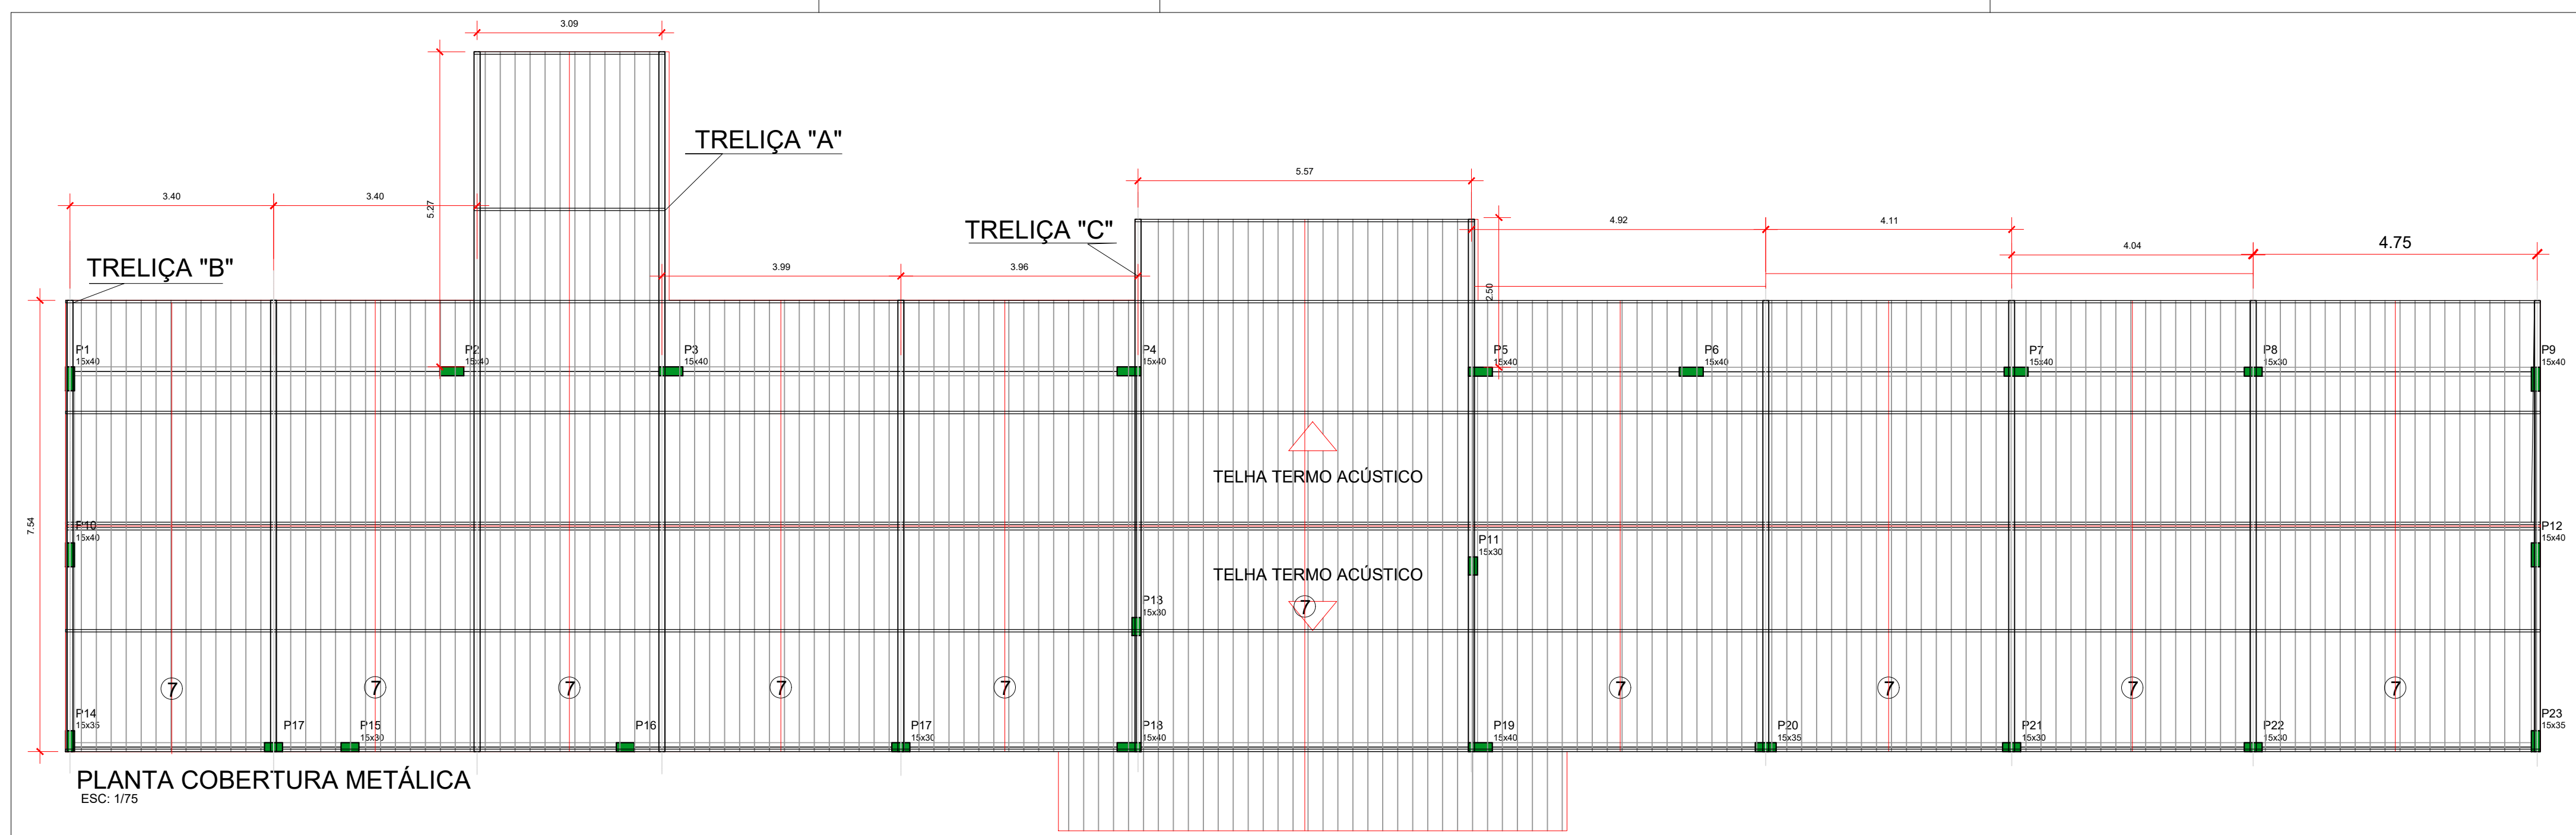 3.09
TRELIÇA "A"
5.57
3.40
3.40
5.27
4.92
4.11
TRELIÇA "C"
4.04
4.75
TRELIÇA "B"
3.99
3.96
2.50
P1
15x40
P2
15x40
P3
15x40
P4
15x40
P5
15x40
P6
15x40
P7
15x40
P8
15x30
P9
15x40
TELHA TERMO ACÚSTICO
7.54
P10
15x40
P11
15x30
P12
15x40
TELHA TERMO ACÚSTICO
P13
15x30
7
7
7
7
7
7
7
7
7
7
P14
15x35
P17
P15
15x30
P16
P17
15x30
P18
15x40
P19
15x40
P20
15x35
P21
15x30
P22
15x30
P23
15x35
PLANTA COBERTURA METÁLICA
ESC: 1/75